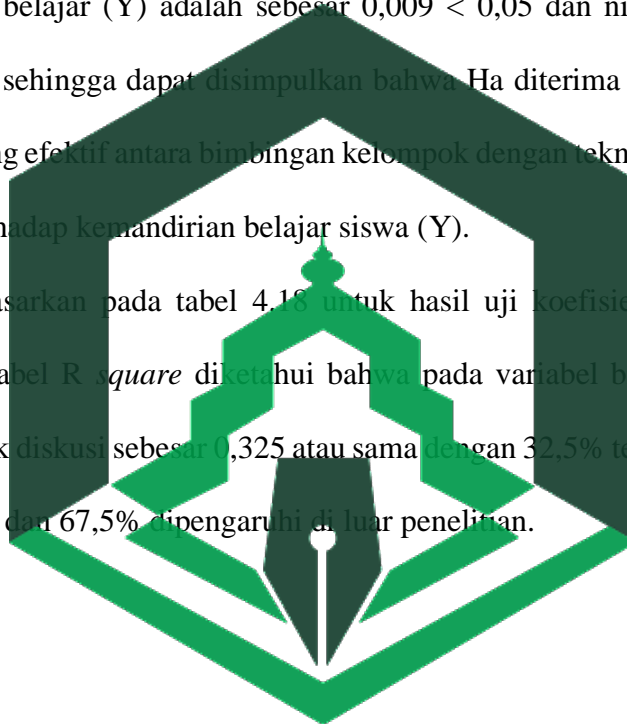 belajar (Y) adalah sebesar 0,009 < 0,05 dan ni
sehingga dapat disimpulkan bahwa Ha diterima
g efektif antara bimbingan kelompok dengan tekn
hadap kemandirian belajar siswa (Y).
asarkan pada tabel 4.18 untuk hasil uji koefisie
abel R square diketahui bahwa pada variabel b
k diskusi sebesar 0,325 atau sama dengan 32,5% te
dan 67,5% dipengaruhi di luar penelitian.